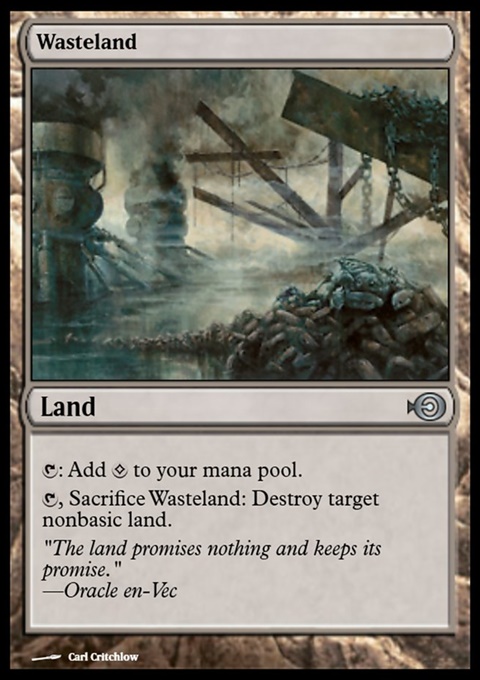 Wasteland
Land
: Add to your mana pool.
, Sacrifice Wasteland: Destroy target
nonbasic land.
"The land promises nothing and keeps its
promise."
—Oracle en-Vec
Carl Critchlow